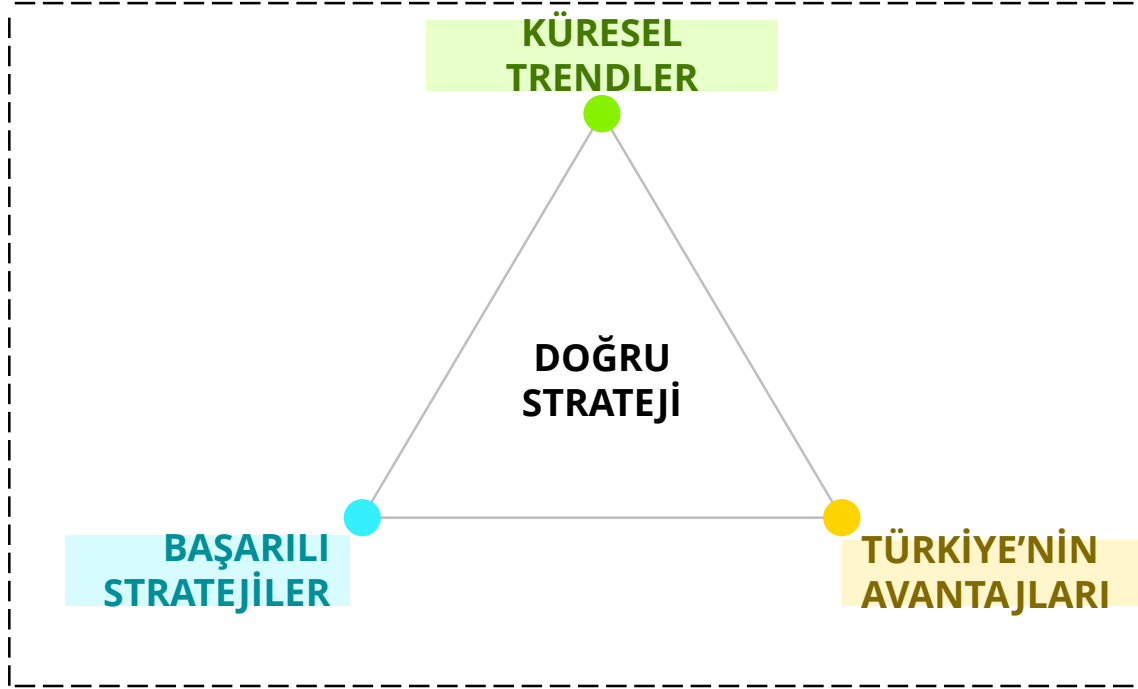 KÜRESEL
TRENDLER
DOĞRU
STRATEJİ
BAŞARILI
STRATEJİLER
TÜRKİYE’NİN
AVANTAJLARI